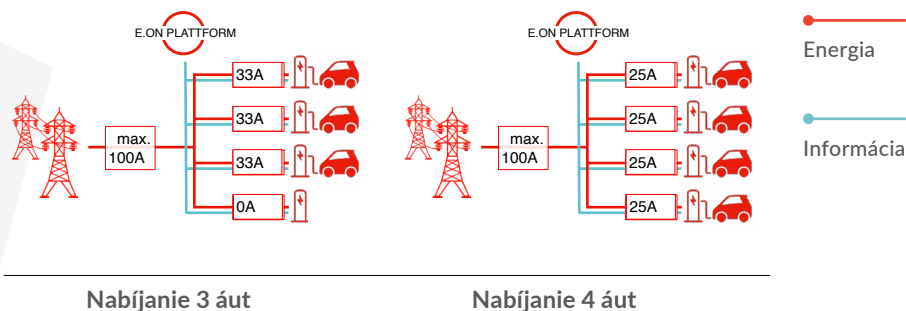 E.ON PLATTFORM
33A
33A
33A
0A
max.
100A
Nabíjanie 3 áut
E.ON PLATTFORM
25A
25A
25A
25A
max.
100A
Nabíjanie 4 áut
Energia
Informácia